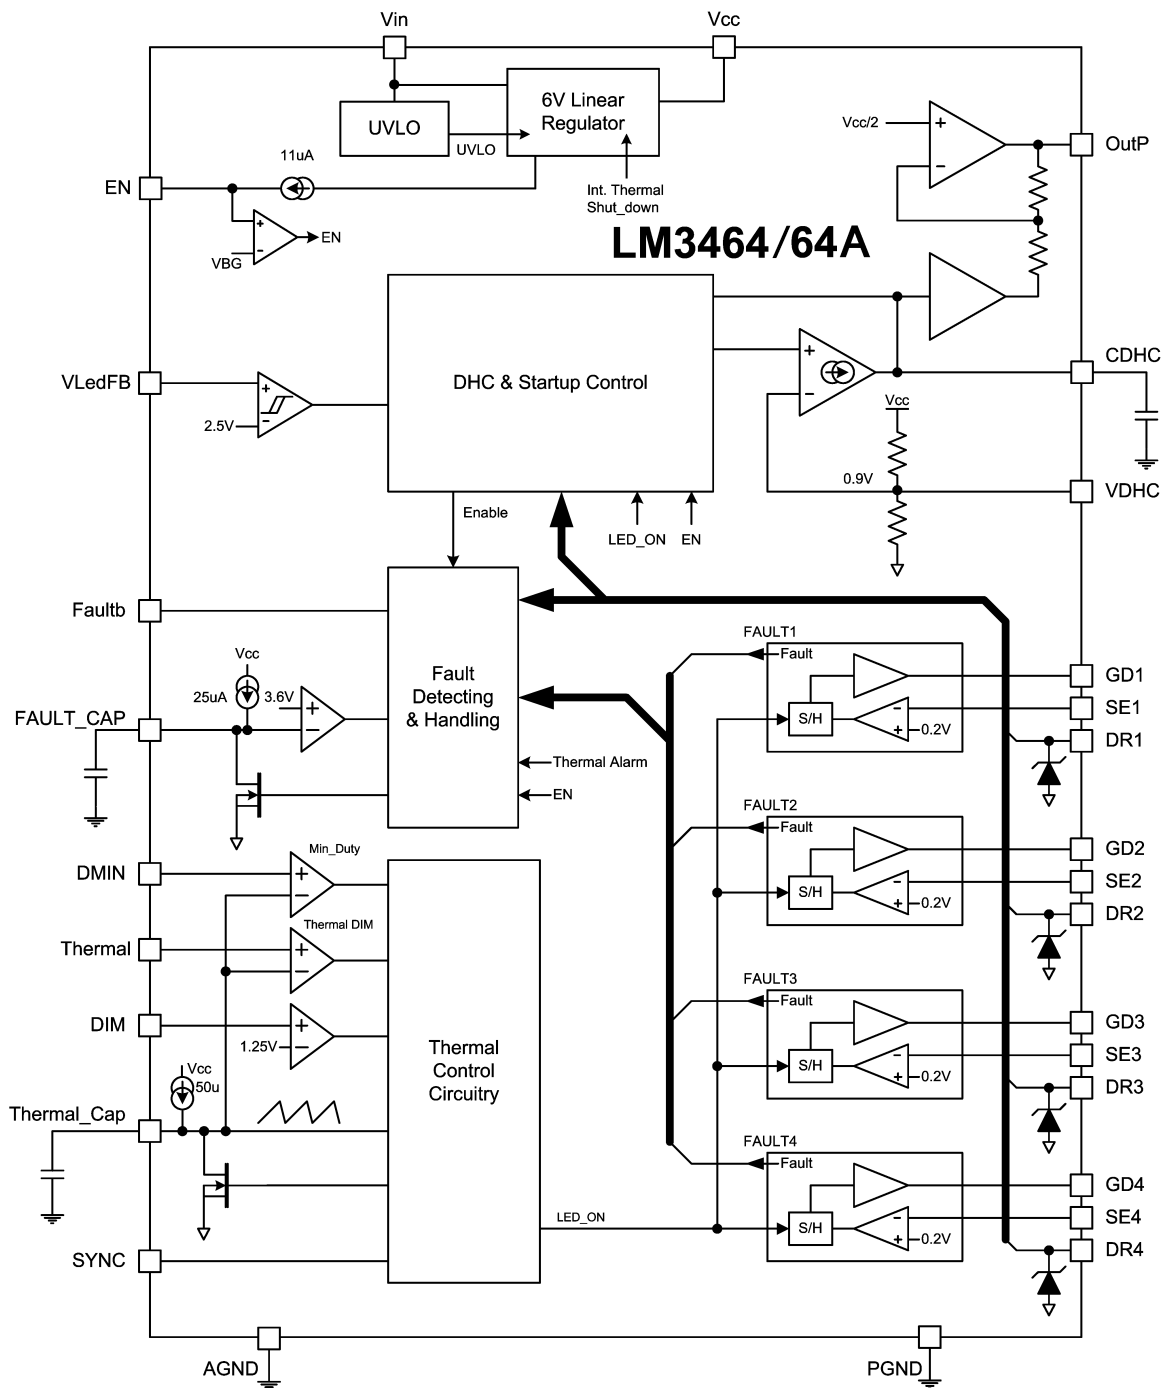 Vin
Vcc
6V Linear
Regulator
UVLO
UVLO
Vcc/2
+
-
OutP
11uA
EN
Int. Thermal
Shut_down
+
-
EN
VBG
LM3464/64A
CDHC
VLedFB
+
-
2.5V
DHC & Startup Control
+
-
Vcc
0.9V
VDHC
Enable
LED_ON
EN
Faultb
FAULT1
Fault
GD1
Vcc
25uA
3.6V
+
-
FAULT_CAP
Fault
Detecting
& Handling
S/H
-
+
0.2V
SE1
DR1
Thermal Alarm
EN
FAULT2
Fault
GD2
S/H
-
+
0.2V
SE2
DR2
DMIN
Min_Duty
+
-
Thermal
Thermal DIM
+
-
DIM
+
-
1.25V
Thermal
Control
Circuitry
FAULT3
Fault
GD3
S/H
-
+
0.2V
SE3
DR3
Vcc
50u
Thermal_Cap
FAULT4
Fault
GD4
LED_ON
S/H
-
+
0.2V
SE4
DR4
SYNC
AGND
PGND